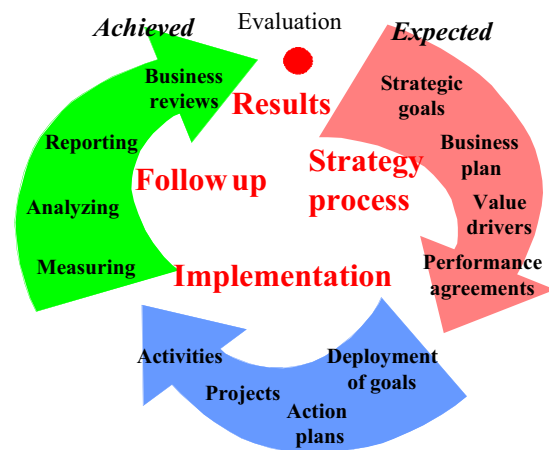 Evaluation
Achieved
Expected
Results
Strategy
process
Strategic
goals
Business
plan
Value
drivers
Performance
agreements
Implementation
Deployment
of goals
Action
plans
Projects
Activities
Follow up
Measuring
Analyzing
Reporting
Business
reviews